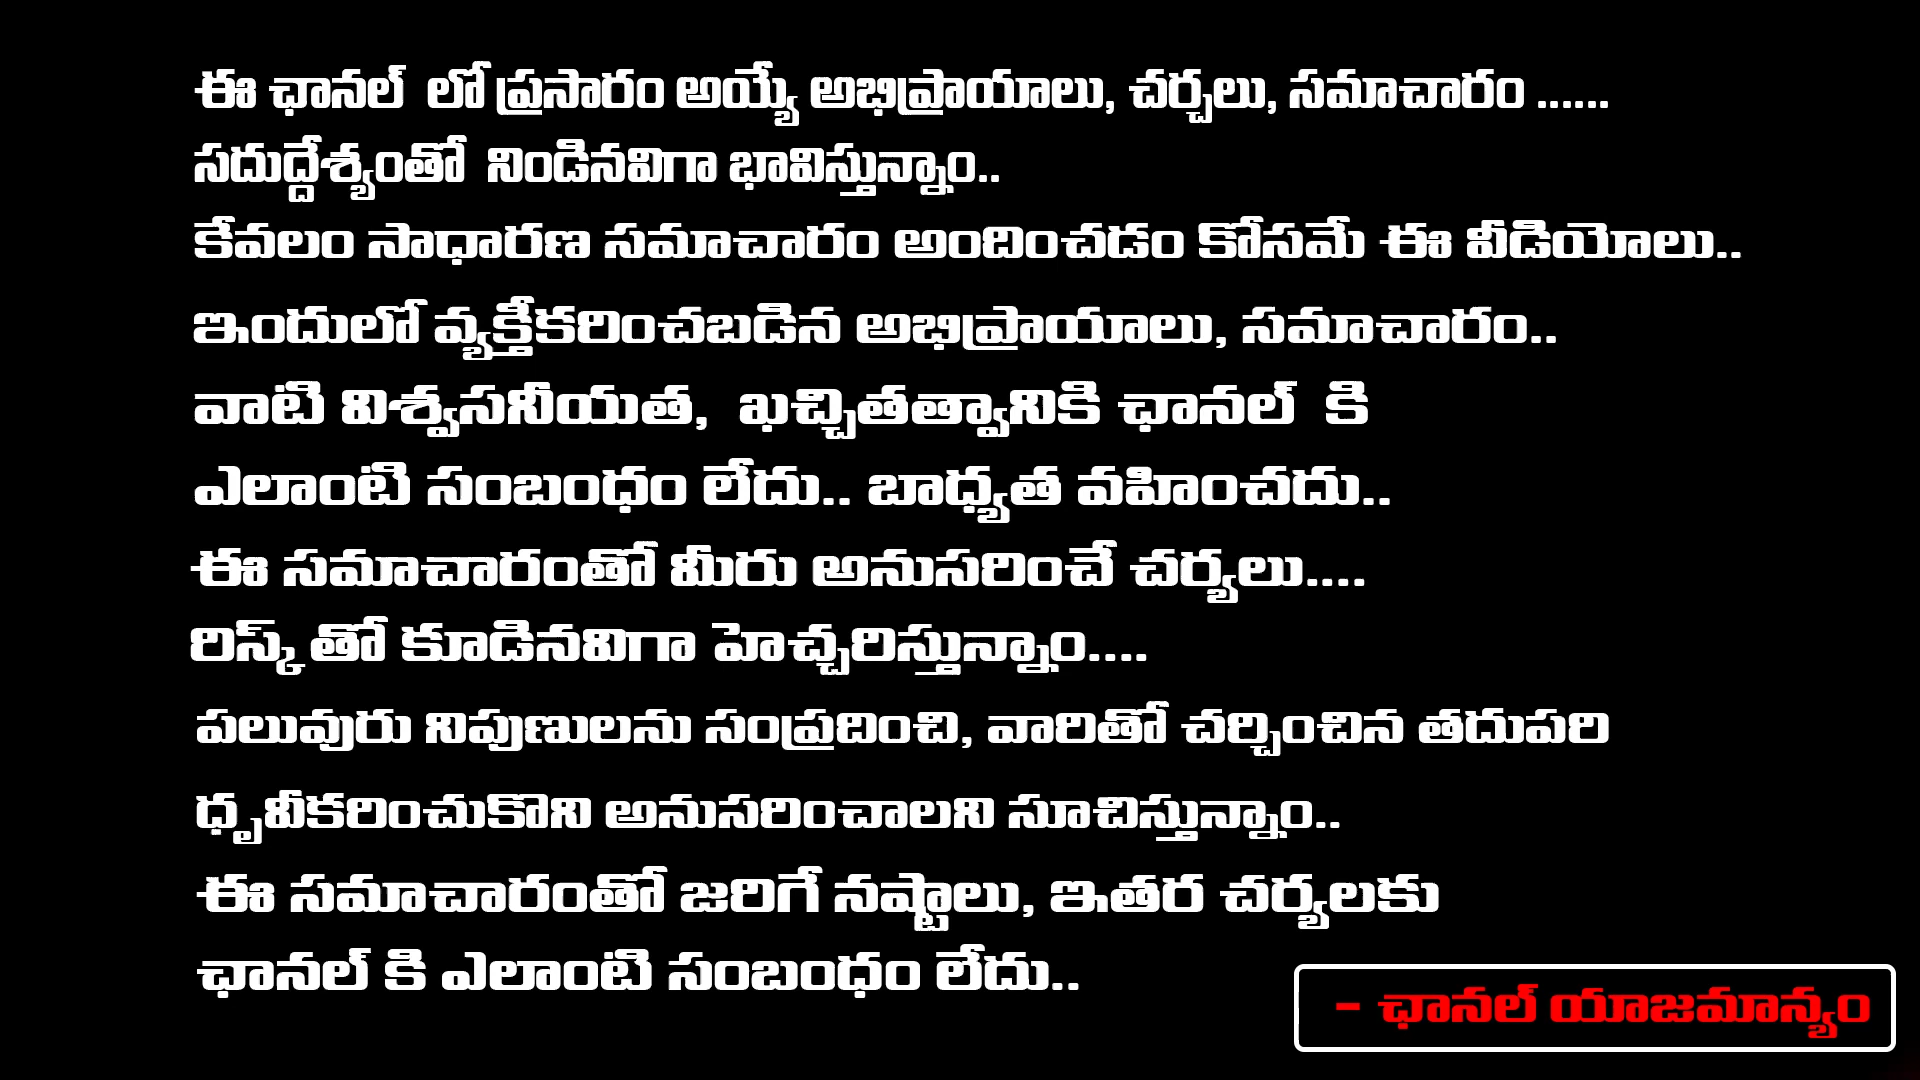 ఈ ఛానల్ లో ప్రసారం అయ్యే అభిప్రాయాలు, చర్చలు, సమాచారం ......
సదుద్దేశ్యంతో నిండినవిగా భావిస్తున్నాం..
కేవలం సాధారణ సమాచారం అందించడం కోసమే ఈ వీడియోలు..
ఇందులో వ్యక్తీకరించబడిన అభిప్రాయాలు, సమాచారం..
వాటి విశ్వసనీయత, ఖచ్చితత్వానికి ఛానల్ కి
ఎలాంటి సంబంధం లేదు.. బాధ్యత వహించదు..
ఈ సమాచారంతో మీరు అనుసరించే చర్యలు....
రిస్క్ తో కూడినవిగా హెచ్చరిస్తున్నాం....
పలువురు నిపుణులను సంప్రదించి, వారితో చర్చించిన తదుపరి
ధృవీకరించుకొని అనుసరించాలని సూచిస్తున్నాం..
ఈ సమాచారంతో జరిగే నష్టాలు, ఇతర చర్యలకు
ఛానల్ కి ఎలాంటి సంబంధం లేదు..
- ఛానల్ యాజమాన్యం